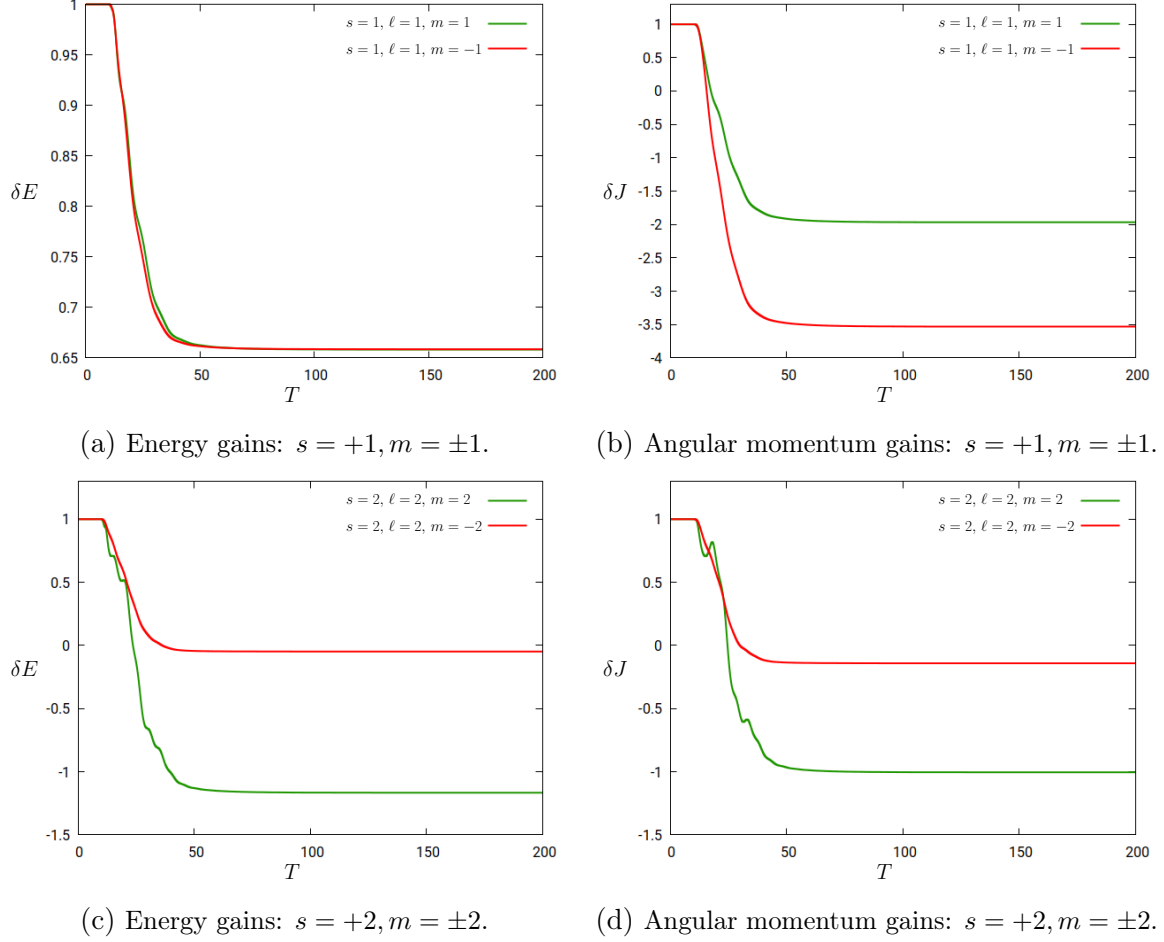 1
0.95
0.9
0.85
0.8
0.75
0.7
0.65
δE
0
50
100
150
200
T
s = 1, ℓ = 1, m = 1
s = 1, ℓ = 1, m = −1
(a) Energy gains: s = +1, m = ±1.
1
0.5
0
-0.5
-1
-1.5
-2
-2.5
-3
-3.5
-4
δJ
0
50
100
150
200
T
s = 1, ℓ = 1, m = 1
s = 1, ℓ = 1, m = −1
(b) Angular momentum gains: s = +1, m = ±1.
1
0.5
0
-0.5
-1
-1.5
δE
0
50
100
150
200
T
s = 2, ℓ = 2, m = 2
s = 2, ℓ = 2, m = −2
(c) Energy gains: s = +2, m = ±2.
1
0.5
0
-0.5
-1
-1.5
δJ
0
50
100
150
200
T
s = 2, ℓ = 2, m = 2
s = 2, ℓ = 2, m = −2
(d) Angular momentum gains: s = +2, m = ±2.